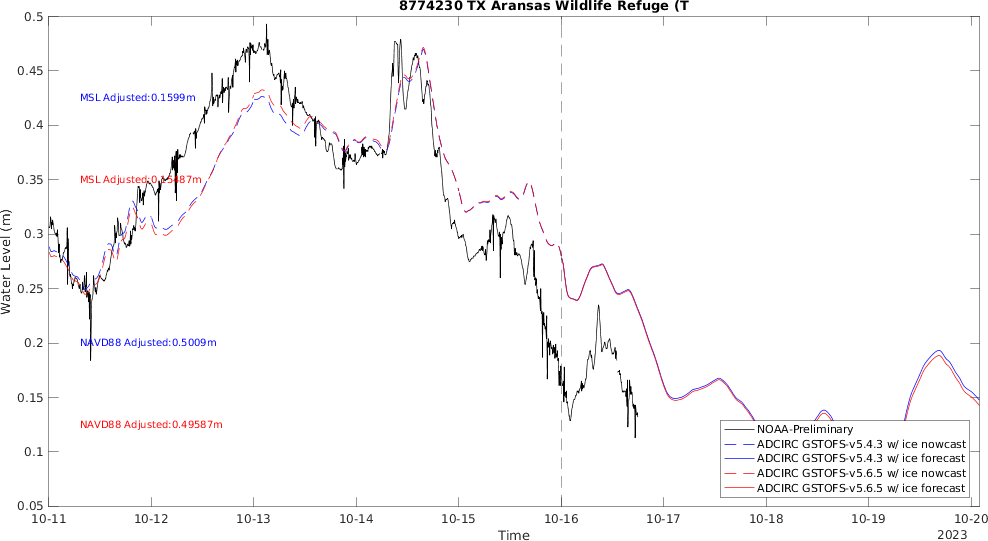 8774230 TX Aransas Wildlife Refuge (T
0.5
0.45
0.4
0.35
0.3
0.25
0.2
0.15
0.1
0.05
Water Level (m)
MSL Adjusted:0.1599m
MSL Adjusted:0.15487m
NAVD88 Adjusted:0.5009m
NAVD88 Adjusted:0.49587m
NOAA-Preliminary
ADCIRC GSTOFS-v5.4.3 w/ ice nowcast
ADCIRC GSTOFS-v5.4.3 w/ ice forecast
ADCIRC GSTOFS-v5.6.5 w/ ice nowcast
ADCIRC GSTOFS-v5.6.5 w/ ice forecast
10-11 10-12 10-13 10-14 10-15 10-16 10-17 10-18 10-19 10-20
Time
2023